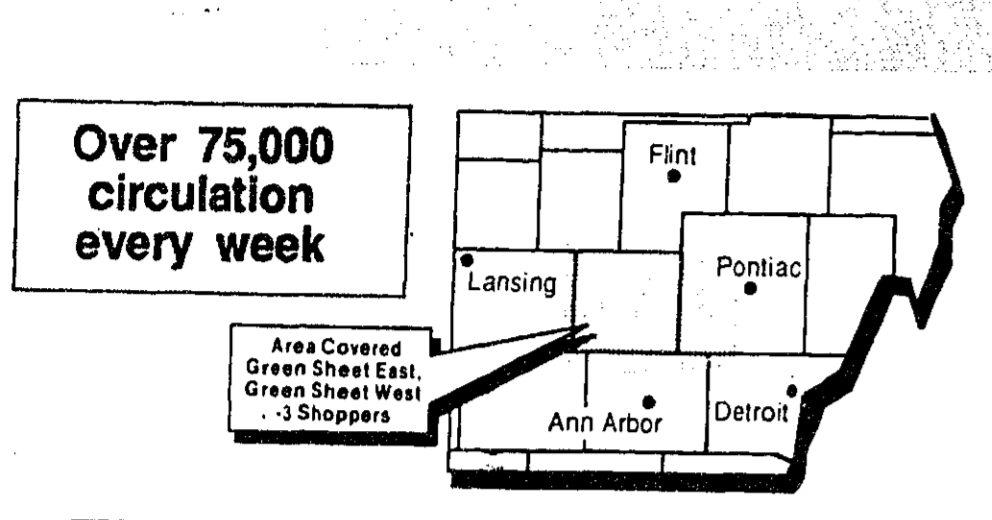 Over 75,000
circulation
every week
Flint
Pontiac
Lansing
Area Covered
Green Sheet East,
Green Sheet West
. -3 Shoppers
Ann Arbor
Detroit